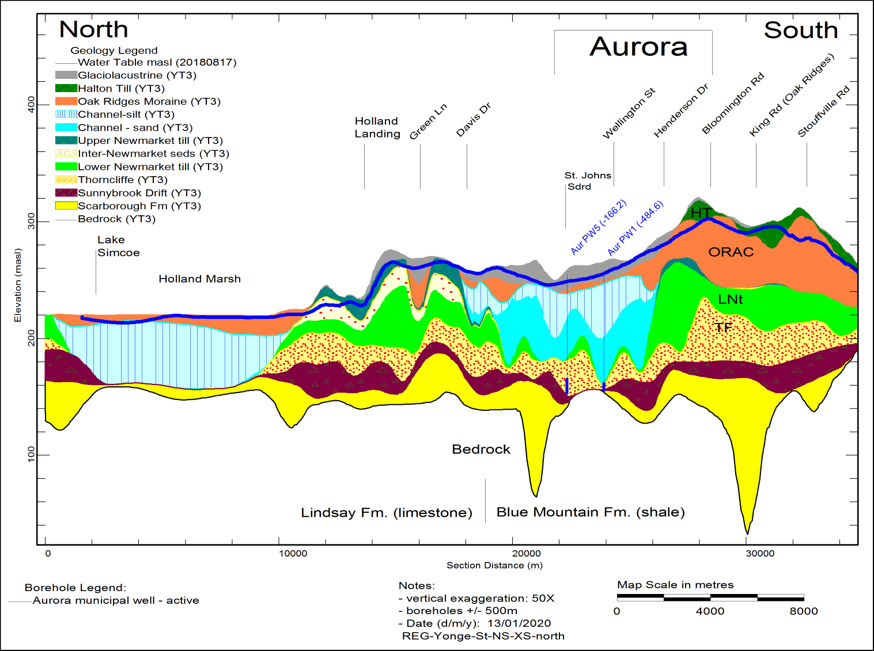 North
South
Geology Legend
Water Table masl (20180817)
Glaciolacustrine (YT3)
Halton Till (YT3)
Oak Ridges Moraine (YT3)
Channel-silt (YT3)
Channel - sand (YT3)
Upper Newmarket till (YT3)
Inter-Newmarket seds (YT3)
Lower Newmarket till (YT3)
Thorncliffe (YT3)
Sunnybrook Drift (YT3)
Scarborough Fm (YT3)
Bedrock (YT3)
Aurora
Holland
Landing
Green Ln
Davis Dr
St. Johns
Sdrd
Wellington St
Henderson Dr
Bloomington Rd
King Rd (Oak Ridges)
Stouffville Rd
Aur PW5 (-166.2)
Aur PW1 (-484.6)
Lake
Simcoe
Holland Marsh
HT
ORAC
LNt
TF
Bedrock
Lindsay Fm. (limestone)
Blue Mountain Fm. (shale)
Elevation (masl)
400
300
200
100
0
10000
20000
30000
Section Distance (m)
Borehole Legend:
Aurora municipal well - active
Notes:
- vertical exaggeration: 50X
- boreholes +/- 500m
- Date (d/m/y): 13/01/2020
REG-Yonge-St-NS-XS-north
Map Scale in metres
0
4000
8000